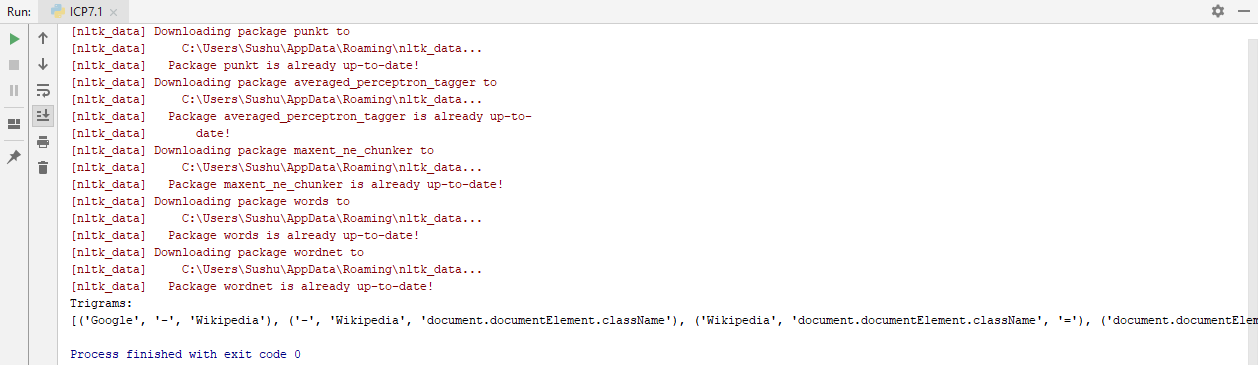 Run: ICP7.1
[nltk_data] Downloading package punkt to
[nltk_data]     C:\Users\Sushu\AppData\Roaming\nltk_data...
[nltk_data]   Package punkt is already up-to-date!
[nltk_data] Downloading package averaged_perceptron_tagger to
[nltk_data]     C:\Users\Sushu\AppData\Roaming\nltk_data...
[nltk_data]   Package averaged_perceptron_tagger is already up-to-
[nltk_data]       date!
[nltk_data] Downloading package maxent_ne_chunker to
[nltk_data]     C:\Users\Sushu\AppData\Roaming\nltk_data...
[nltk_data]   Package maxent_ne_chunker is already up-to-date!
[nltk_data] Downloading package words to
[nltk_data]     C:\Users\Sushu\AppData\Roaming\nltk_data...
[nltk_data]   Package words is already up-to-date!
[nltk_data] Downloading package wordnet to
[nltk_data]     C:\Users\Sushu\AppData\Roaming\nltk_data...
[nltk_data]   Package wordnet is already up-to-date!
Trigrams:
[('Google', '-', 'Wikipedia'), ('-', 'Wikipedia', 'document.documentElement.className'), ('Wikipedia', 'document.documentElement.className', '='), ('document.documentElem
Process finished with exit code 0